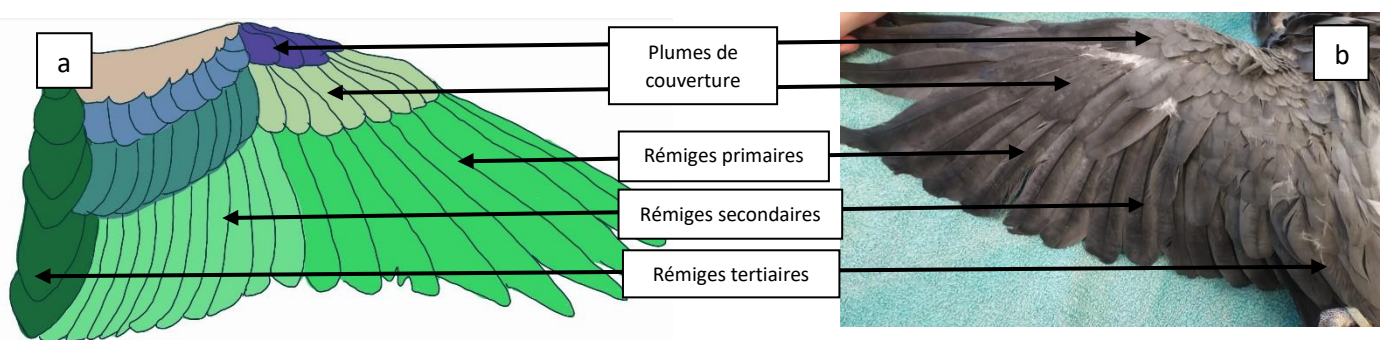 a
Plumes de
couverture
b
Rémiges primaires
Rémiges secondaires
Rémiges tertiaires